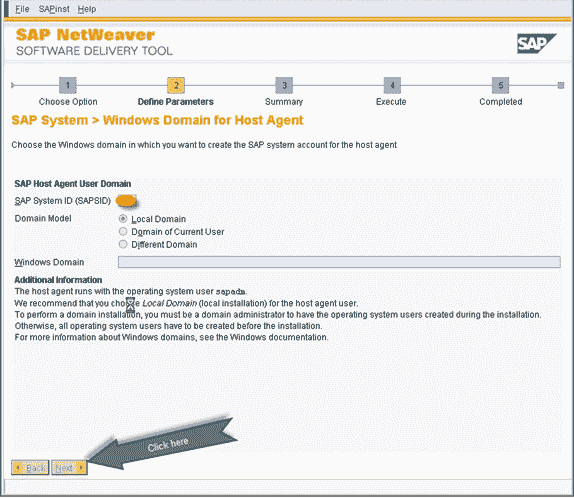 File SAPinst Help
SAP NetWeaver
SOFTWARE DELIVERY TOOL
SAP
1 2 3 4 5
Choose Option Define Parameters Summary Execute Completed
SAP System > Windows Domain for Host Agent
Choose the Windows domain in which you want to create the SAP system account for the host agent
SAP Host Agent User Domain
SAP System ID (SAPSID)
Domain Model Local Domain
Domain of Current User
Different Domain
Windows Domain
Additional Information
The host agent runs with the operating system user sapadm.
We recommend that you choose Local Domain (local installation) for the host agent user.
To perform a domain installation, you must be a domain administrator to have the operating system users created during the installation.
Otherwise, all operating system users have to be created before the installation.
For more information about Windows domains, see the Windows documentation.
Click here
Back Next